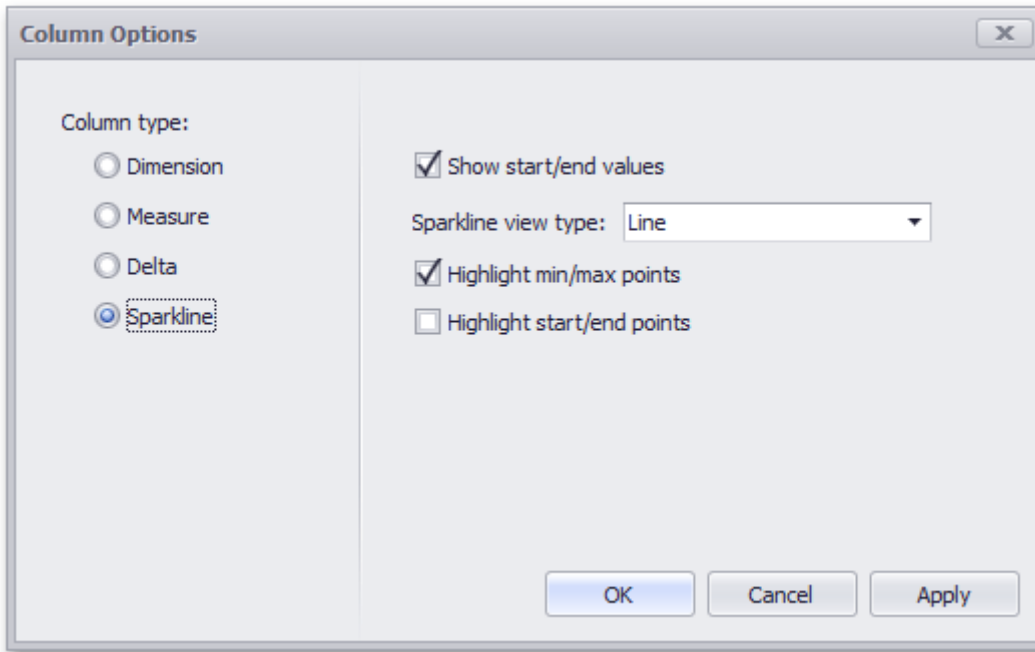 Column Options
Column type:
Dimension
Measure
Delta
Sparkline
Show start/end values
Sparkline view type: Line
Highlight min/max points
Highlight start/end points
OK Cancel Apply